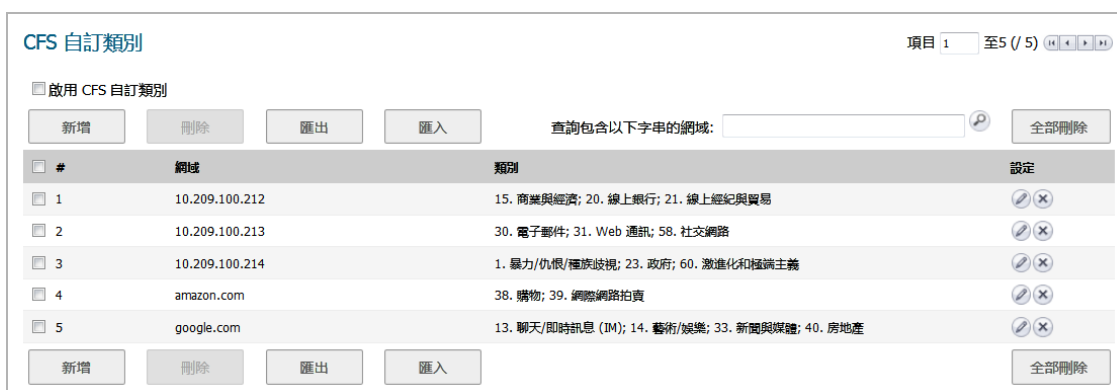 CFS 自訂類別 項目 1 至5 (/ 5)
啟用 CFS 自訂類別
新增 刪除 匯出 匯入 查詢包含以下字串的網域: 全部刪除
# 網域 類別 設定
1 10.209.100.212 15. 商業與經濟; 20. 線上銀行; 21. 線上經紀與貿易
2 10.209.100.213 30. 電子郵件; 31. Web 通訊; 58. 社交網路
3 10.209.100.214 1. 暴力/仇恨/種族歧視; 23. 政府; 60. 激進化和極端主義
4 amazon.com 38. 購物; 39. 網際網路拍賣
5 google.com 13. 聊天/即時訊息 (IM); 14. 藝術/娛樂; 33. 新聞與媒體; 40. 房地產
新增 刪除 匯出 匯入 全部刪除